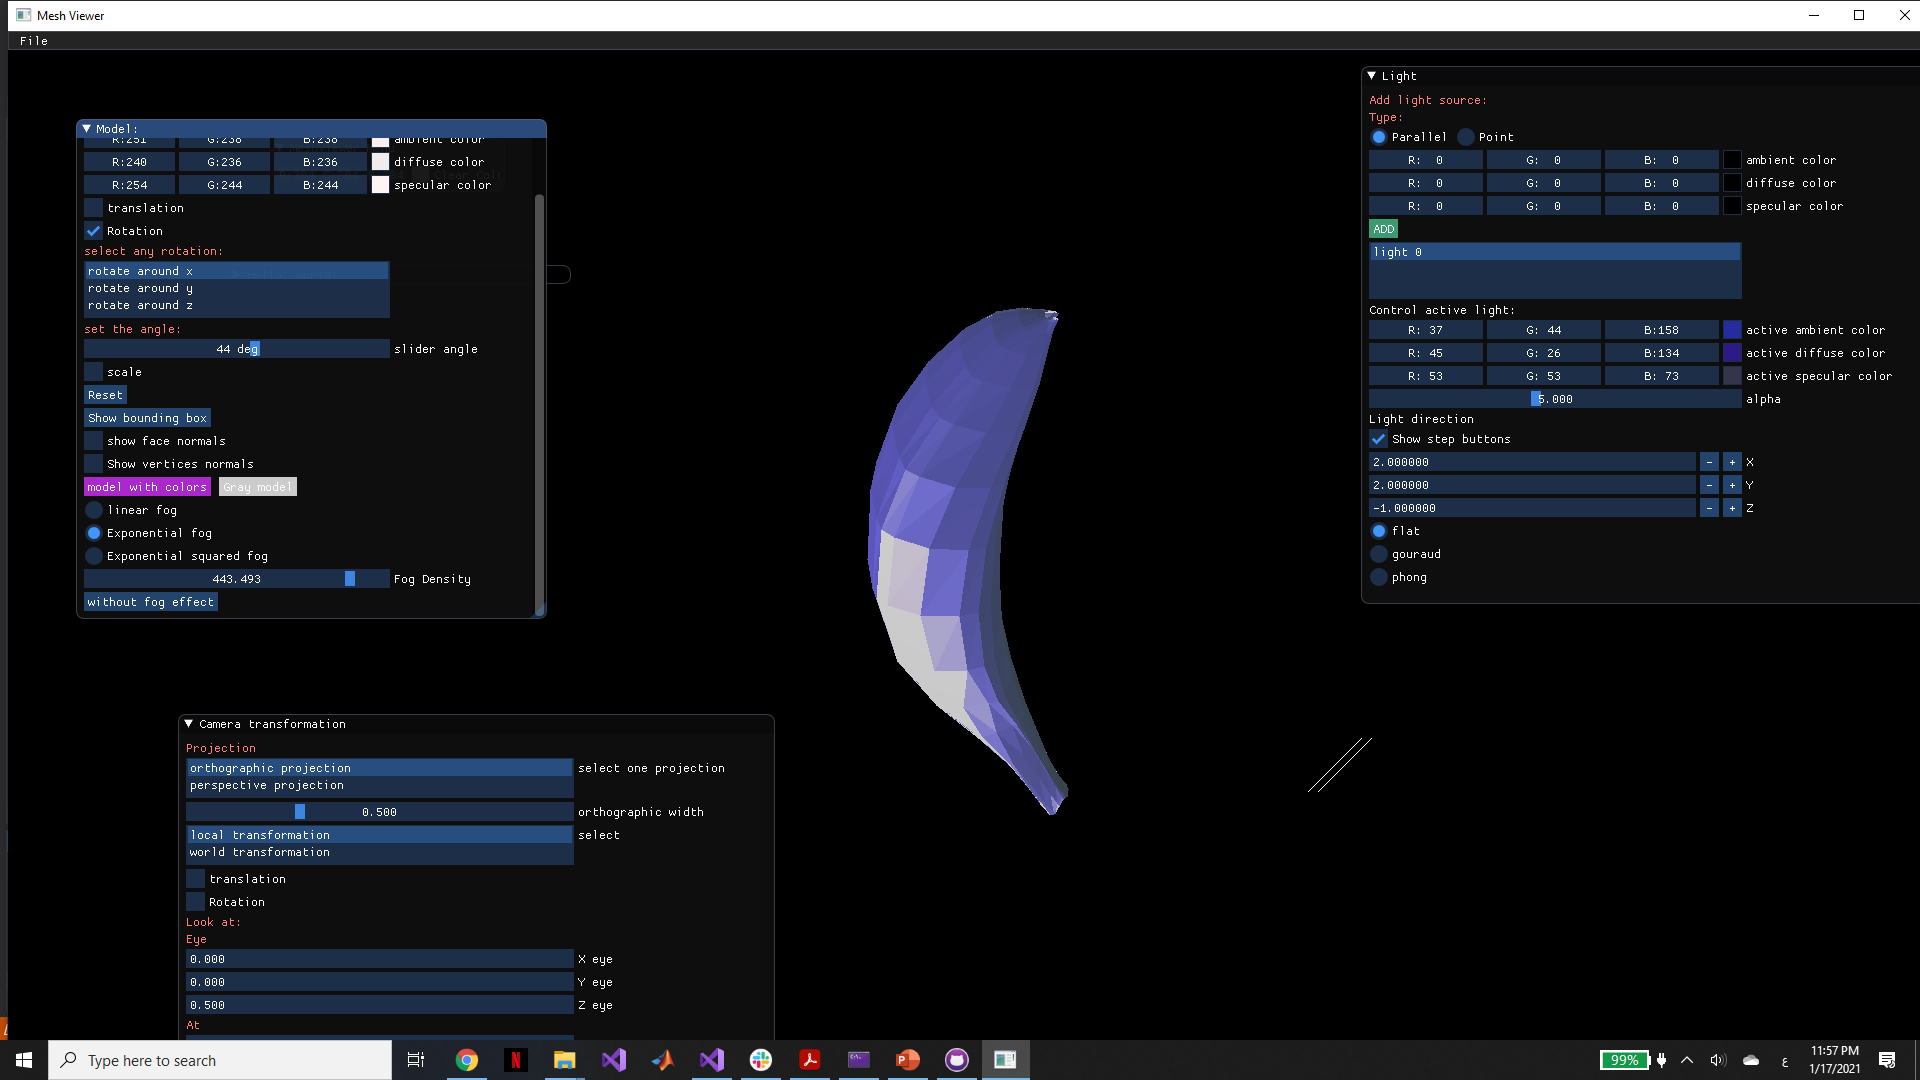 Mesh Viewer
File
Model:
R:251 G:238 B:238 ambient color
R:240 G:236 B:236 diffuse color
R:254 G:244 B:244 specular color
translation
Rotation
select any rotation:
rotate around x
rotate around y
rotate around z
set the angle:
44 deg slider angle
scale
Reset
Show bounding box
show face normals
Show vertices normals
model with colors Gray model
linear fog
Exponential fog
Exponential squared fog
443.493 Fog Density
without fog effect
Camera transformation
Projection
orthographic projection select one projection
perspective projection
0.500 orthographic width
local transformation select
world transformation
translation
Rotation
Look at:
Eye
0.000 X eye
0.000 Y eye
0.500 Z eye
At
Light
Add light source:
Type:
Parallel Point
R: 0 G: 0 B: 0 ambient color
R: 0 G: 0 B: 0 diffuse color
R: 0 G: 0 B: 0 specular color
ADD
light 0
Control active light:
R: 37 G: 44 B:158 active ambient color
R: 45 G: 26 B:134 active diffuse color
R: 53 G: 53 B: 73 active specular color
5.000 alpha
Light direction
Show step buttons
2.000000 - + X
2.000000 - + Y
-1.000000 - + Z
flat
gouraud
phong
Type here to search
99%
ع
11:57 PM
1/17/2021